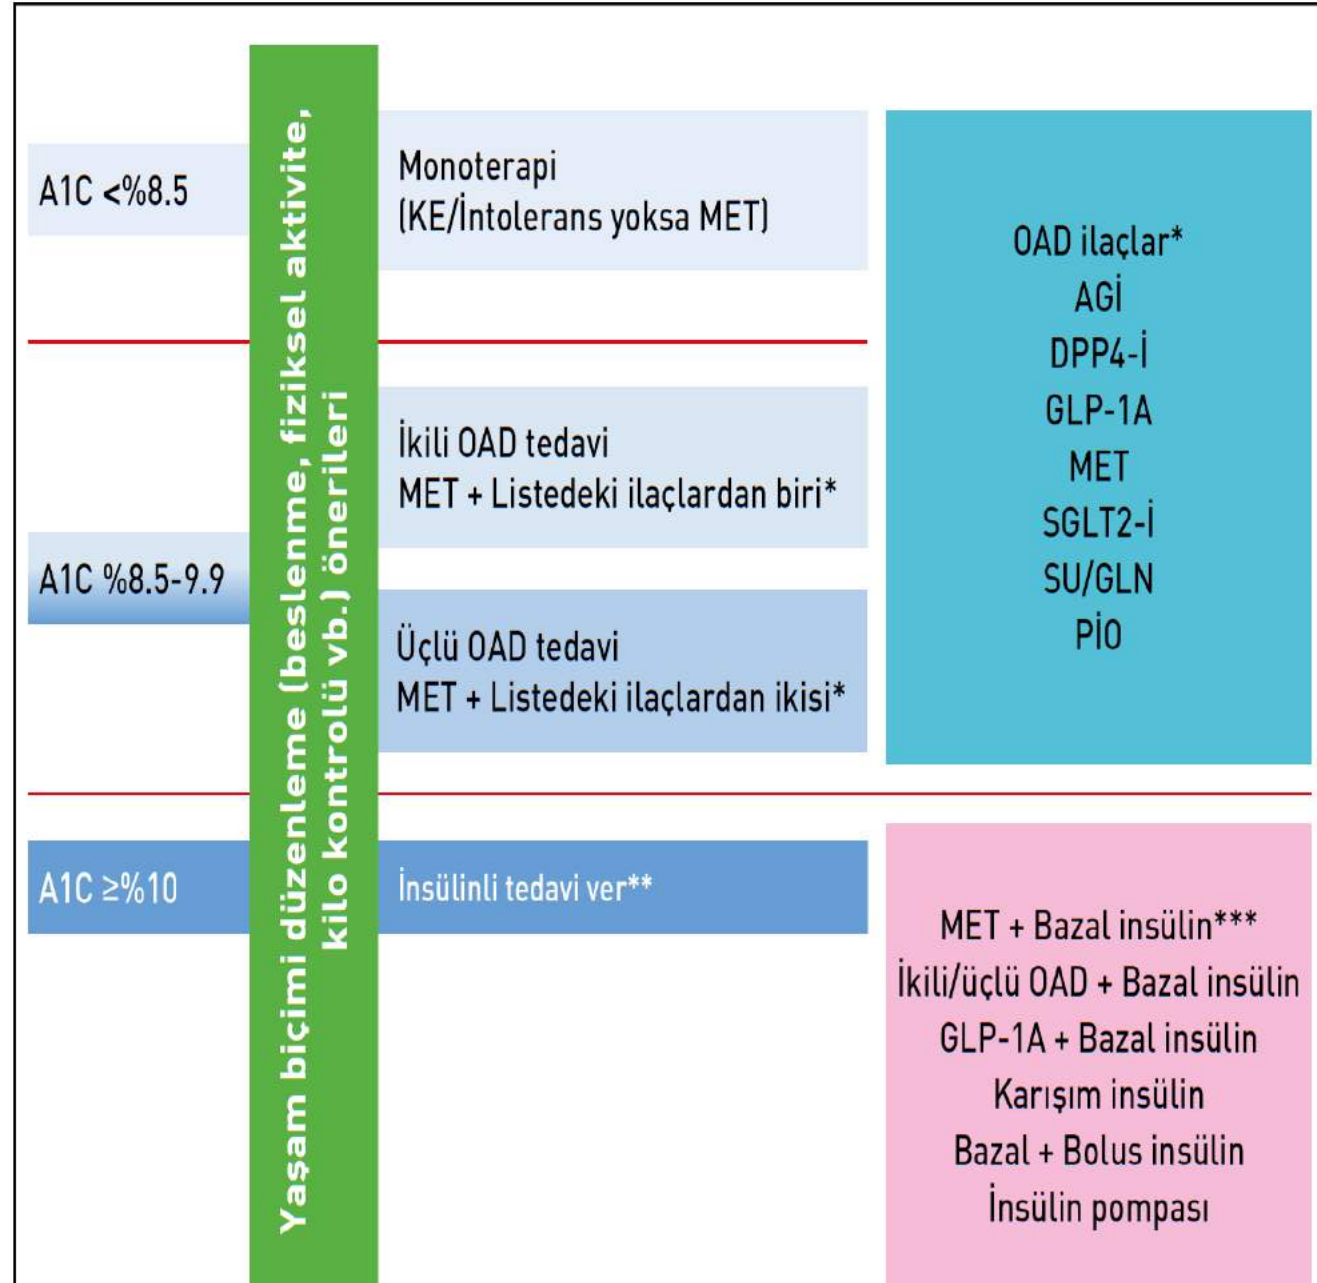 A1C <%8.5
Yaşam biçimi düzenleme (beslenme, fiziksel aktivite,
kilo kontrolü vb.) önerileri
Monoterapi
(KE/İntolerans yoksa MET)
OAD ilaçlar*
AGİ
DPP4-İ
GLP-1A
MET
SGLT2-İ
SU/GLN
PİO
A1C %8.5-9.9
İkili OAD tedavi
MET + Listedeki ilaçlardan biri*
Üçlü OAD tedavi
MET + Listedeki ilaçlardan ikisi*
A1C ≥%10
İnsülinli tedavi ver**
MET + Bazal insülin***
İkili/üçlü OAD + Bazal insülin
GLP-1A + Bazal insülin
Karışım insülin
Bazal + Bolus insülin
İnsülin pompası